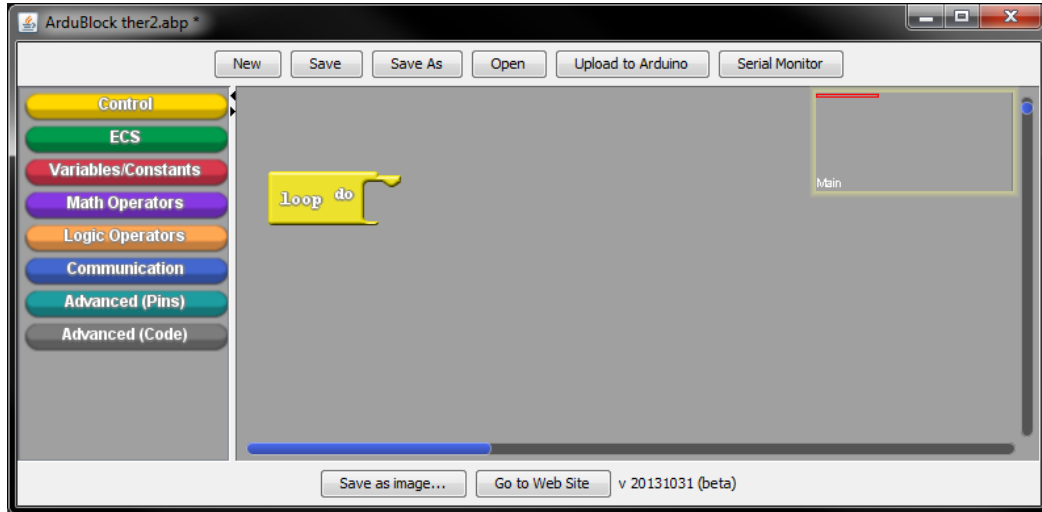 ArduBlock ther2.abp *
New Save Save As Open Upload to Arduino Serial Monitor
Control
ECS
Variables/Constants
Math Operators
Logic Operators
Communication
Advanced (Pins)
Advanced (Code)
loop do
Main
Save as image... Go to Web Site v 20131031 (beta)